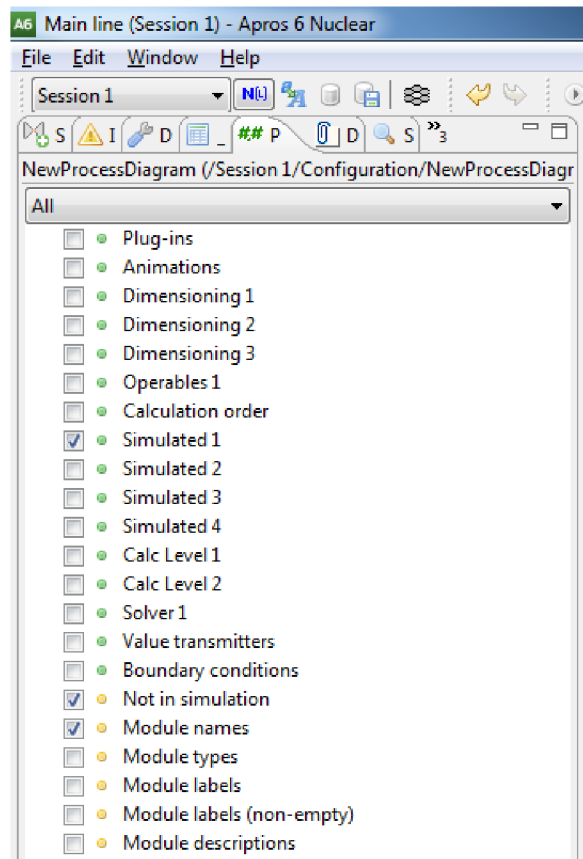 A6 Main line (Session 1) - Apros 6 Nuclear
File Edit Window Help
Session 1 N(t)
S I D _ #.# P D S »3
NewProcessDiagram (/Session 1/Configuration/NewProcessDiagr
All
Plug-ins
Animations
Dimensioning 1
Dimensioning 2
Dimensioning 3
Operables 1
Calculation order
Simulated 1
Simulated 2
Simulated 3
Simulated 4
Calc Level 1
Calc Level 2
Solver 1
Value transmitters
Boundary conditions
Not in simulation
Module names
Module types
Module labels
Module labels (non-empty)
Module descriptions